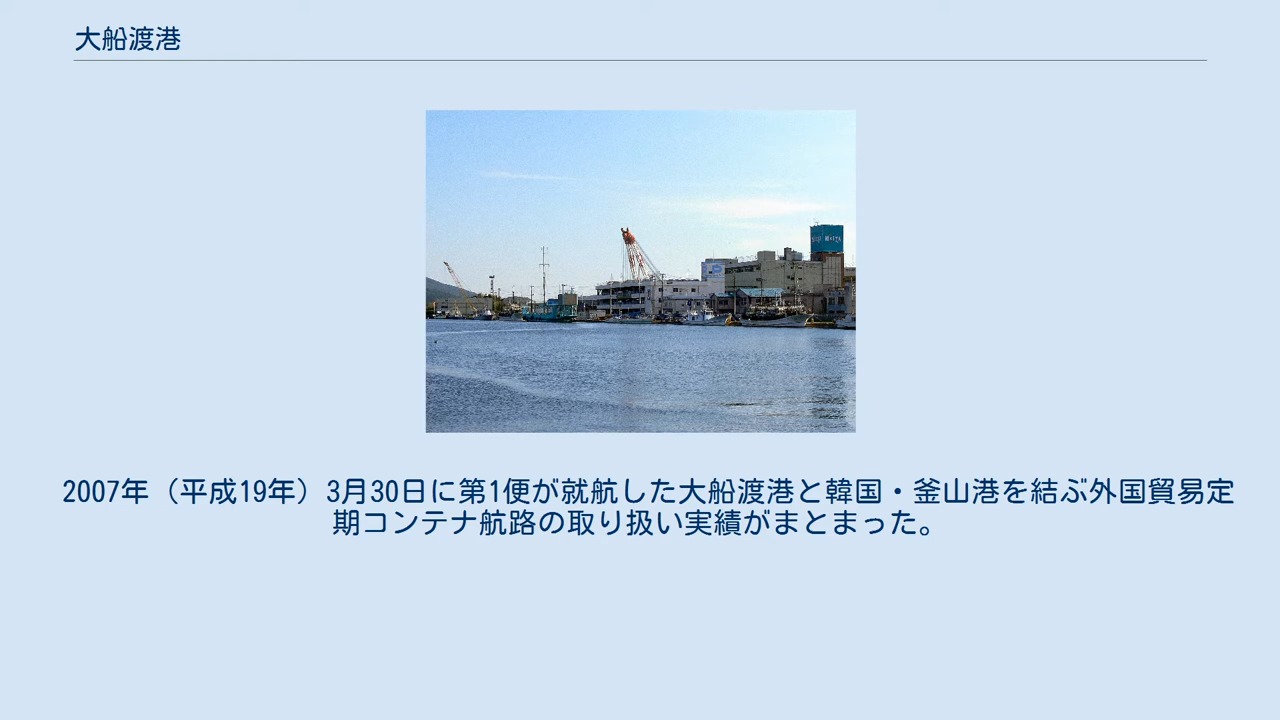 大船渡港
2007年（平成19年）3月30日に第1便が就航した大船渡港と韓国・釜山港を結ぶ外国貿易定
期コンテナ航路の取り扱い実績がまとまった。